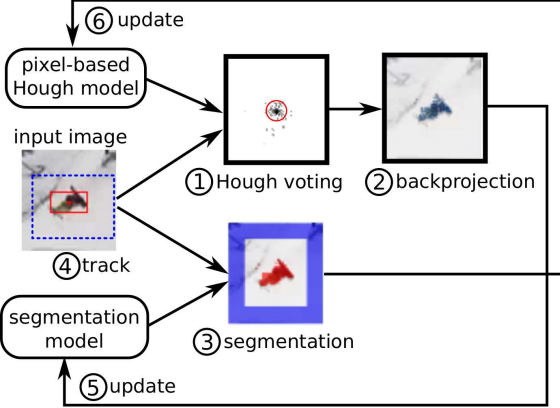 ⑥ update
pixel-based
Hough model
input image
① Hough voting
② backprojection
④ track
segmentation
model
③ segmentation
⑤ update